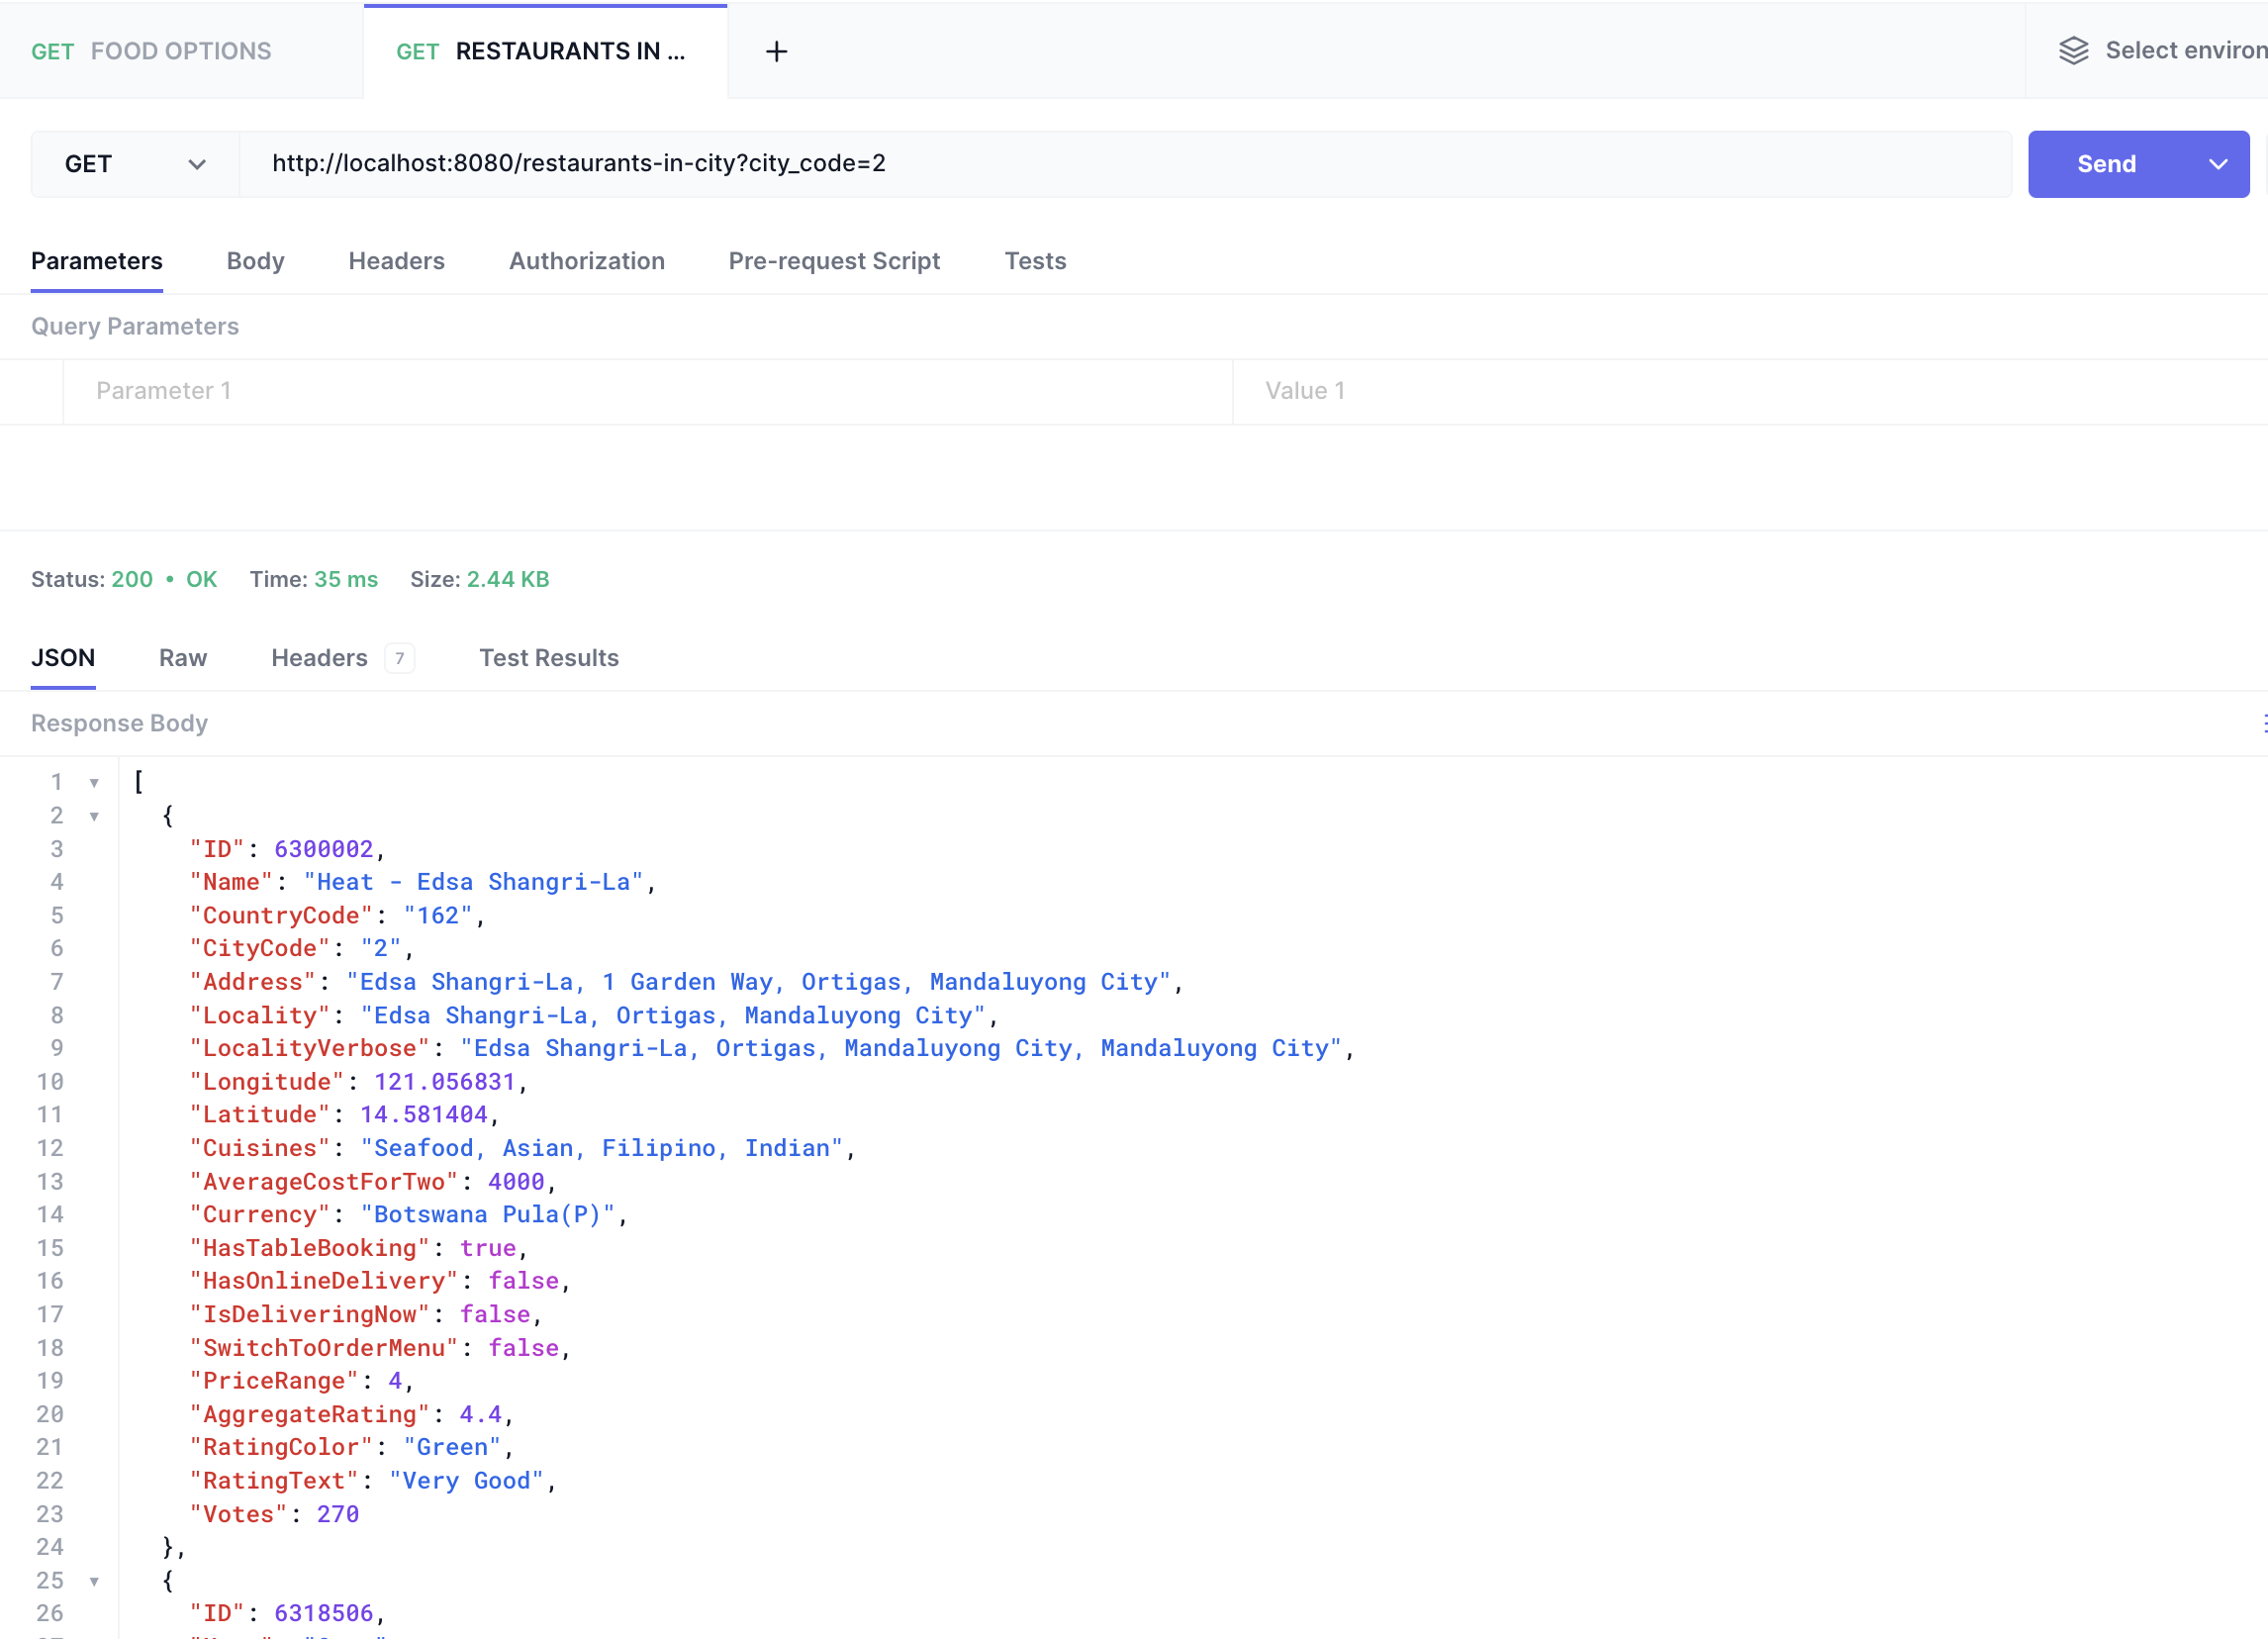 GET FOOD OPTIONS
GET RESTAURANTS IN ...
+
Select environ
GET
http://localhost:8080/restaurants-in-city?city_code=2
Send
Parameters Body Headers Authorization Pre-request Script Tests
Query Parameters
Parameter 1 Value 1
Status: 200 • OK Time: 35 ms Size: 2.44 KB
JSON Raw Headers 7 Test Results
Response Body
1 [
2 {
3 "ID": 6300002,
4 "Name": "Heat - Edsa Shangri-La",
5 "CountryCode": "162",
6 "CityCode": "2",
7 "Address": "Edsa Shangri-La, 1 Garden Way, Ortigas, Mandaluyong City",
8 "Locality": "Edsa Shangri-La, Ortigas, Mandaluyong City",
9 "LocalityVerbose": "Edsa Shangri-La, Ortigas, Mandaluyong City, Mandaluyong City",
10 "Longitude": 121.056831,
11 "Latitude": 14.581404,
12 "Cuisines": "Seafood, Asian, Filipino, Indian",
13 "AverageCostForTwo": 4000,
14 "Currency": "Botswana Pula(P)",
15 "HasTableBooking": true,
16 "HasOnlineDelivery": false,
17 "IsDeliveringNow": false,
18 "SwitchToOrderMenu": false,
19 "PriceRange": 4,
20 "AggregateRating": 4.4,
21 "RatingColor": "Green",
22 "RatingText": "Very Good",
23 "Votes": 270
24 },
25 {
26 "ID": 6318506,